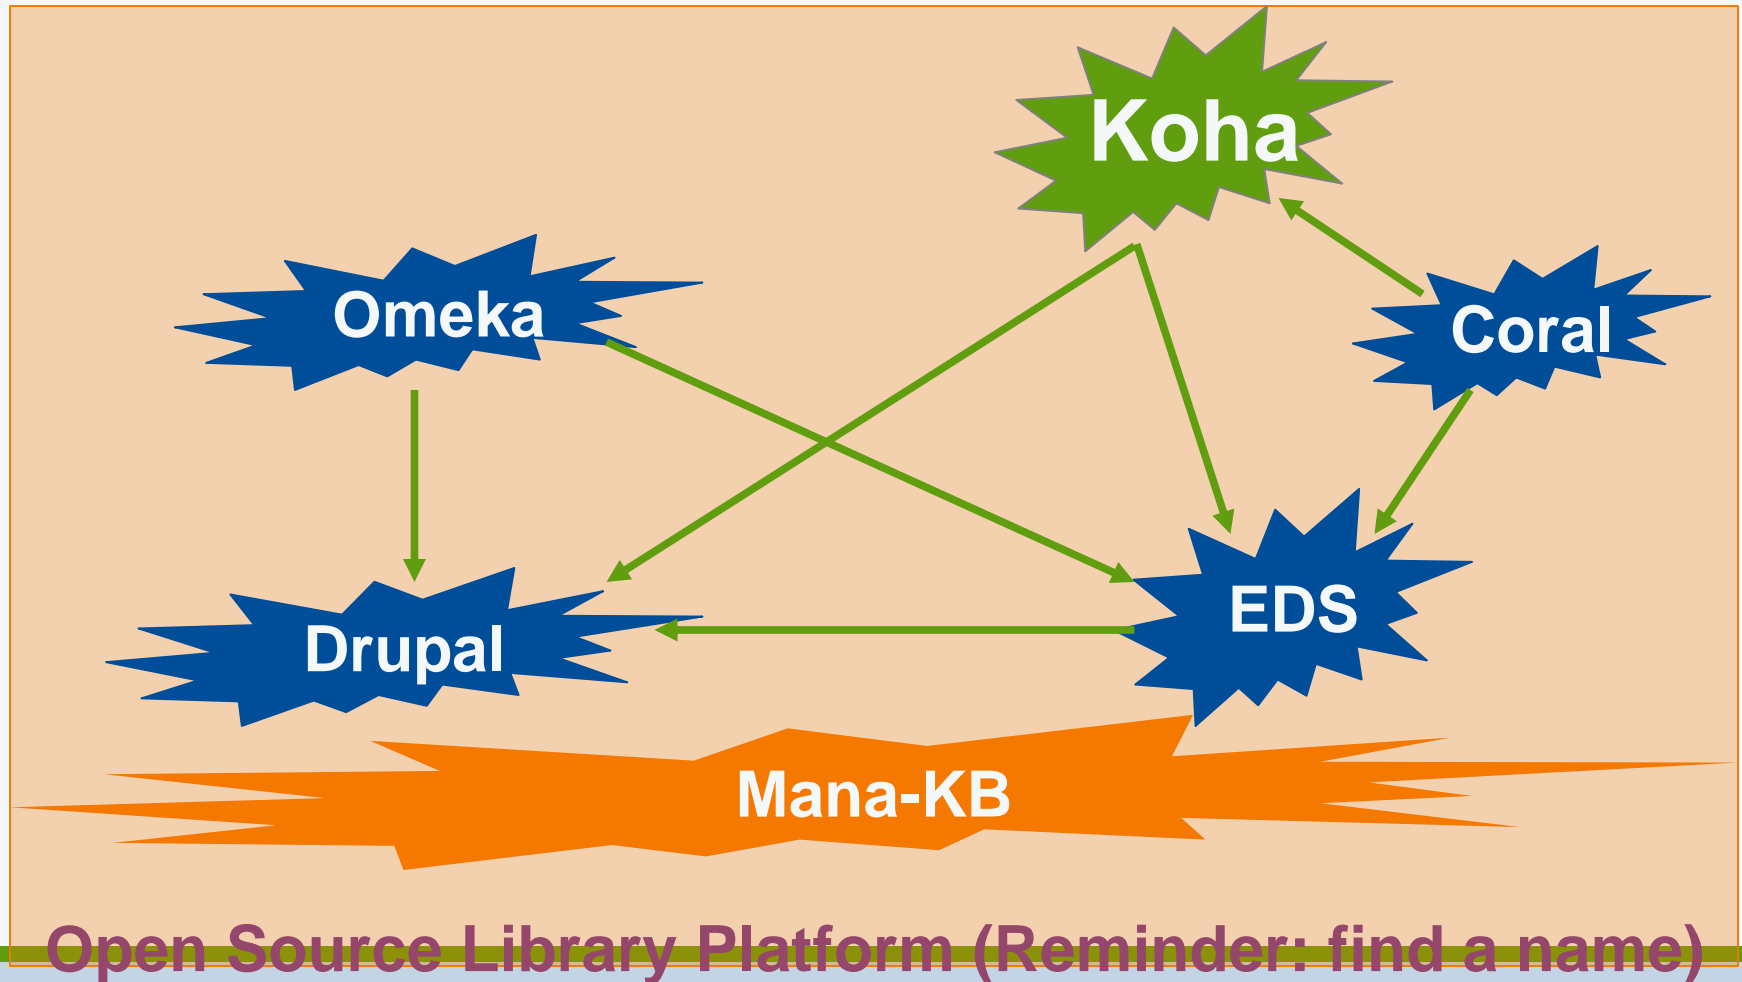 Koha
Omeka
Coral
EDS
Drupal
Mana-KB
Open Source Library Platform (Reminder: find a name)